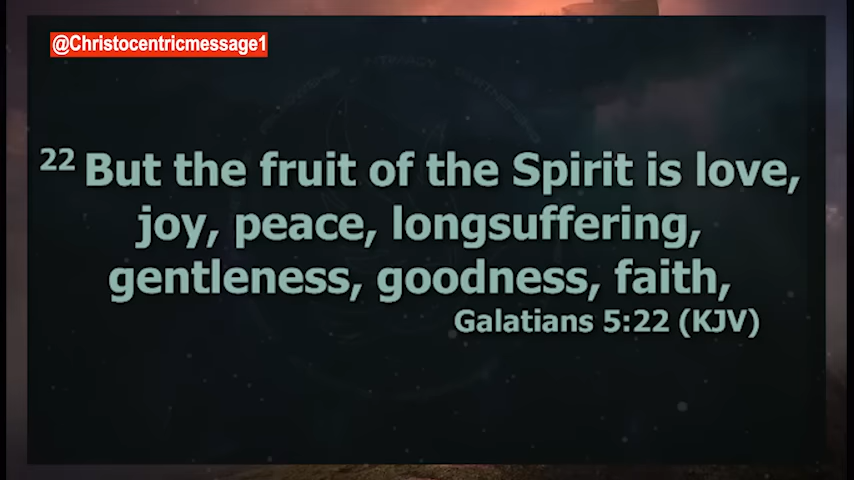 @Christocentricmessage1
22 But the fruit of the Spirit is love,
joy, peace, longsuffering,
gentleness, goodness, faith,
Galatians 5:22 (KJV)